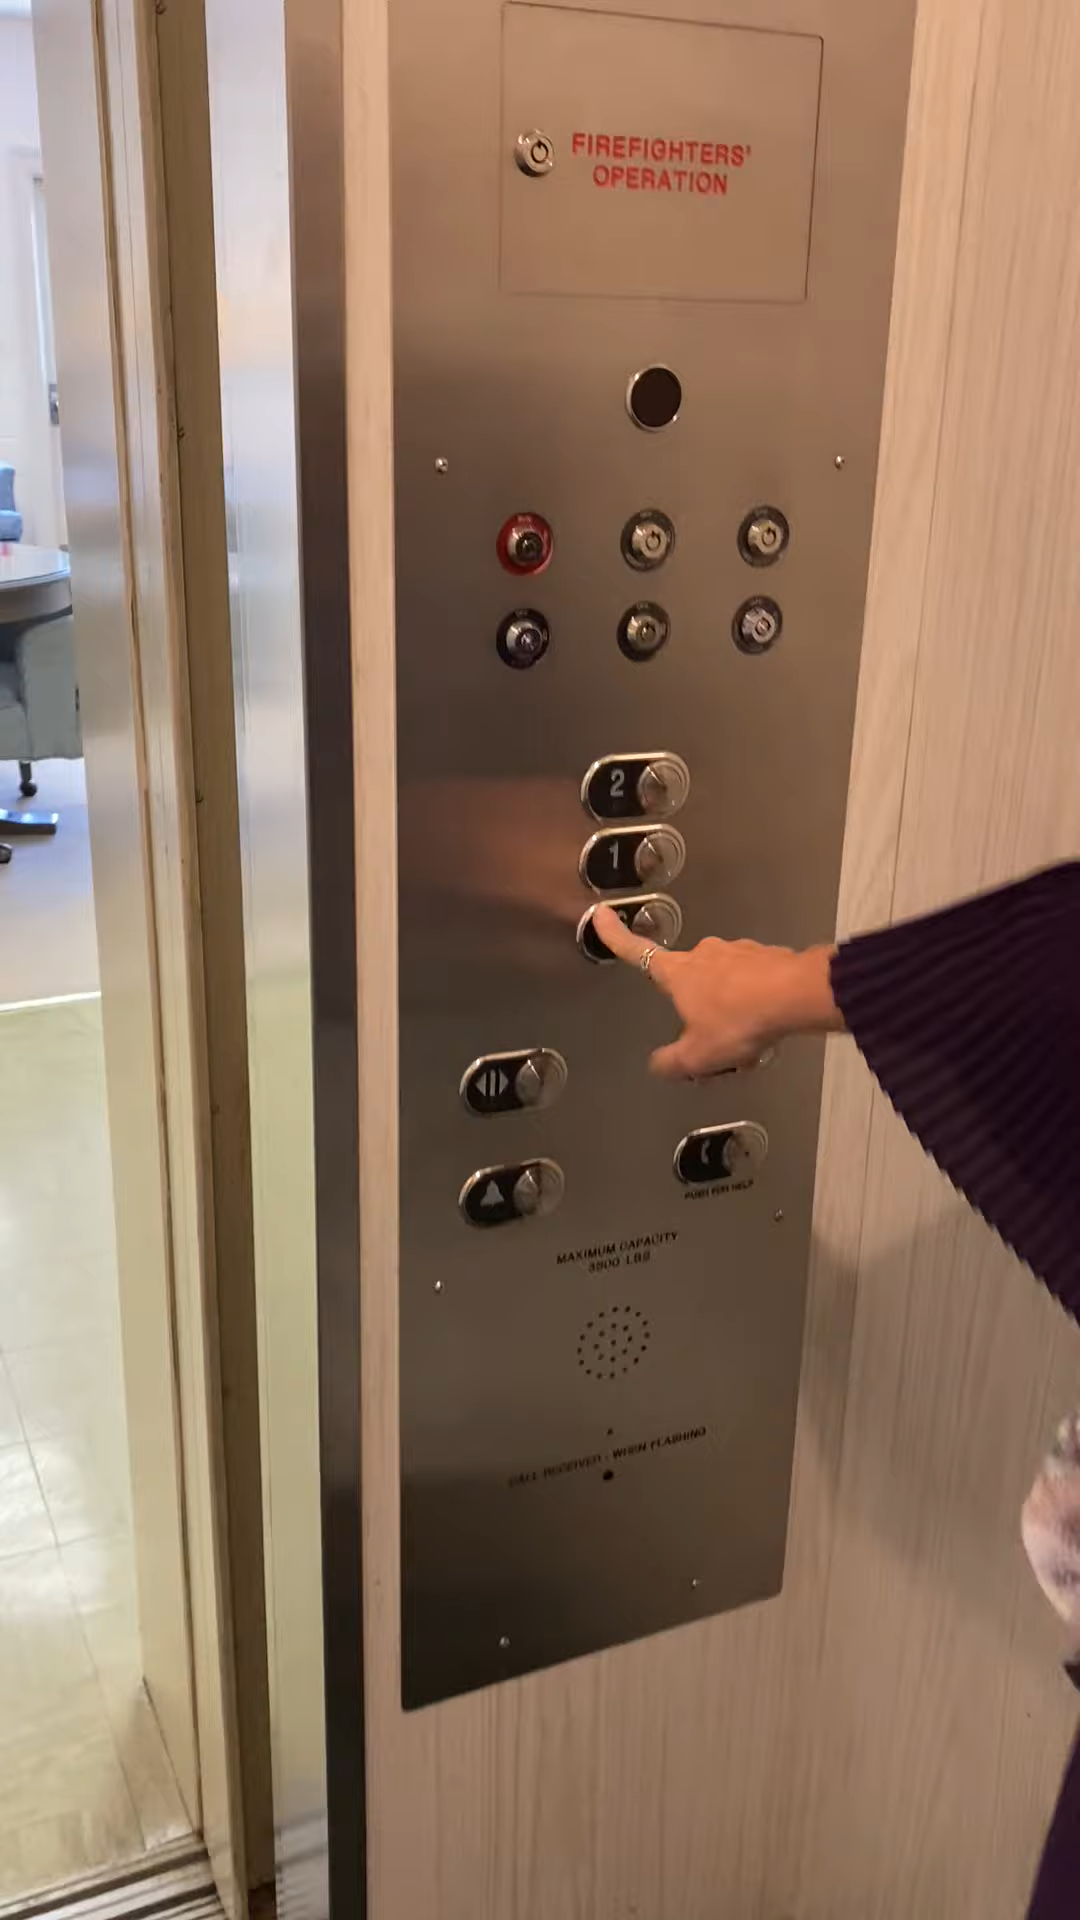 FIREFIGHTERS'
OPERATION
2
1
PUSH FOR HELP
MAXIMUM CAPACITY
3500 LBS
CALL RECEIVED - WHEN FLASHING